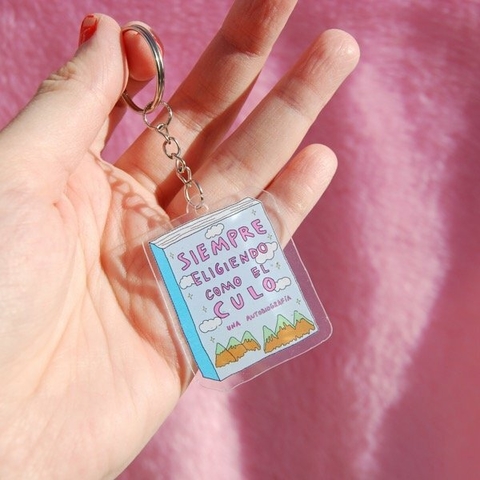 SIEMPRE
ELIGIENDO
COMO EL
CULO
UNA AUTOBIOGRAFÍA